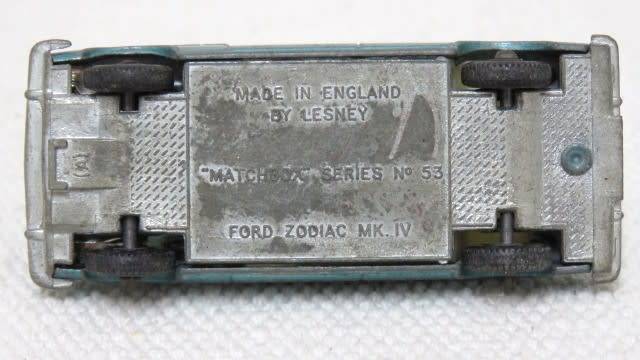 MADE IN ENGLAND
BY LESNEY
"MATCHBOX" SERIES Nº 53
FORD ZODIAC MK. IV
(A)